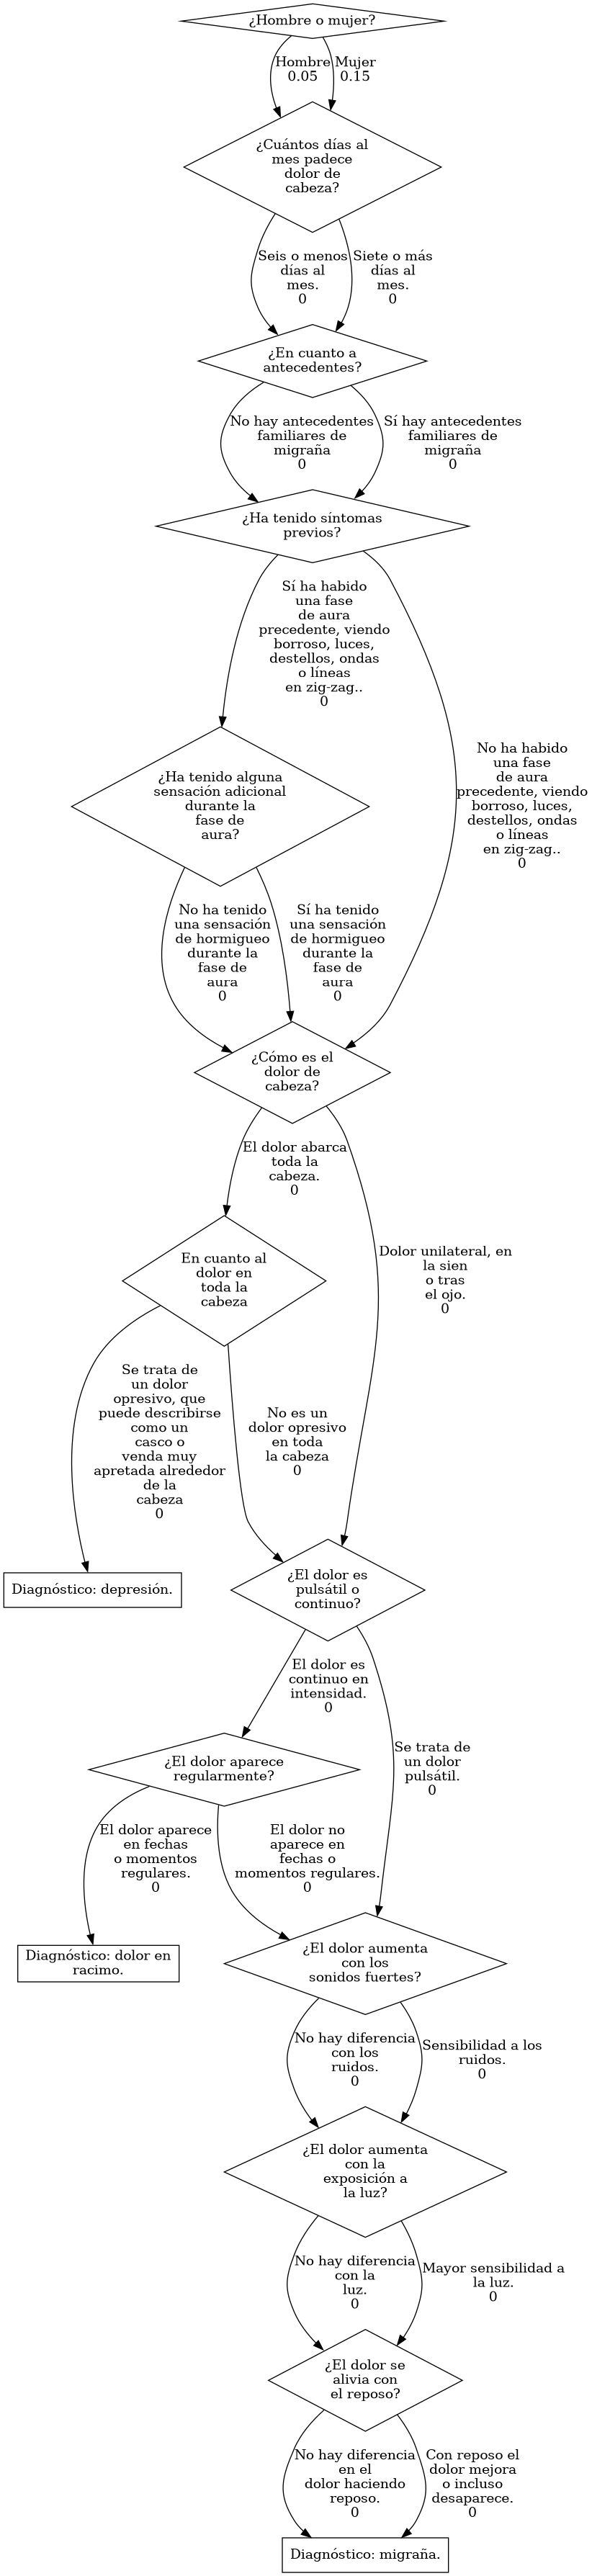 ¿Hombre o mujer?
Hombre
0.05
Mujer
0.15
¿Cuántos días al
mes padece
dolor de
cabeza?
Seis o menos
días al
mes.
0
Siete o más
días al
mes.
0
¿En cuanto a
antecedentes?
No hay antecedentes
familiares de
migraña
0
Sí hay antecedentes
familiares de
migraña
0
¿Ha tenido síntomas
previos?
Sí ha habido
una fase
de aura
precedente, viendo
borroso, luces,
destellos, ondas
o líneas
en zig-zag..
0
No ha habido
una fase
de aura
precedente, viendo
borroso, luces,
destellos, ondas
o líneas
en zig-zag..
0
¿Ha tenido alguna
sensación adicional
durante la
fase de
aura?
No ha tenido
una sensación
de hormigueo
durante la
fase de
aura
0
Sí ha tenido
una sensación
de hormigueo
durante la
fase de
aura
0
¿Cómo es el
dolor de
cabeza?
El dolor abarca
toda la
cabeza.
0
Dolor unilateral, en
la sien
o tras
el ojo.
0
En cuanto al
dolor en
toda la
cabeza
Se trata de
un dolor
opresivo, que
puede describirse
como un
casco o
venda muy
apretada alrededor
de la
cabeza
0
No es un
dolor opresivo
en toda
la cabeza
0
Diagnóstico: depresión.
¿El dolor es
pulsátil o
continuo?
El dolor es
continuo en
intensidad.
0
Se trata de
un dolor
pulsátil.
0
¿El dolor aparece
regularmente?
El dolor aparece
en fechas
o momentos
regulares.
0
El dolor no
aparece en
fechas o
momentos regulares.
0
Diagnóstico: dolor en
racimo.
¿El dolor aumenta
con los
sonidos fuertes?
No hay diferencia
con los
ruidos.
0
Sensibilidad a los
ruidos.
0
¿El dolor aumenta
con la
exposición a
la luz?
No hay diferencia
con la
luz.
0
Mayor sensibilidad a
la luz.
0
¿El dolor se
alivia con
el reposo?
No hay diferencia
en el
dolor haciendo
reposo.
0
Con reposo el
dolor mejora
o incluso
desaparece.
0
Diagnóstico: migraña.